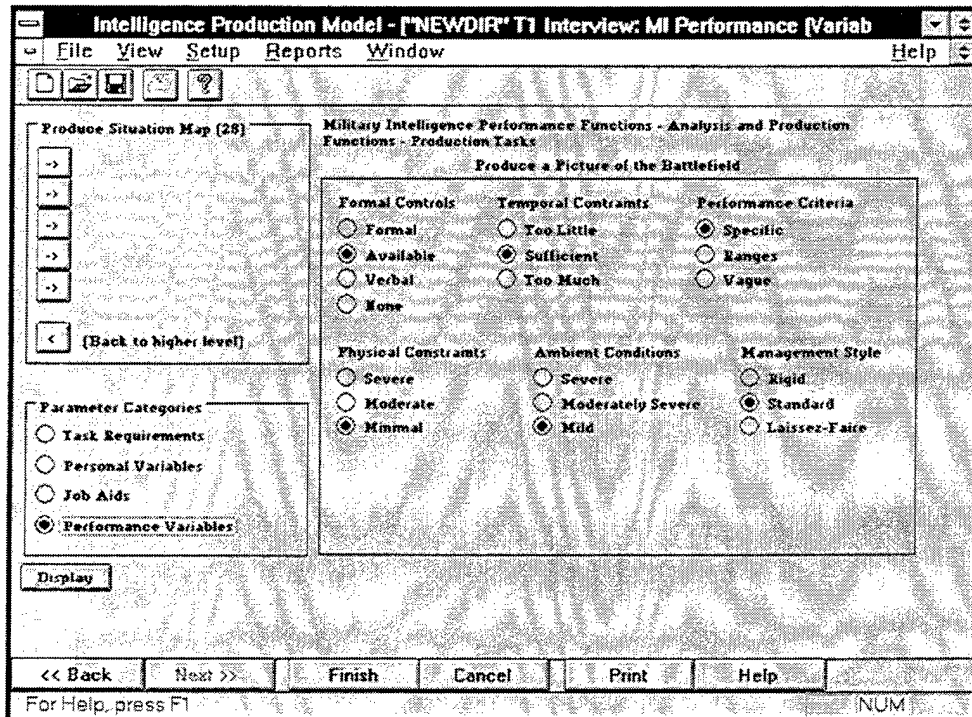 Intelligence Production Model - ["NEWDIR" T1 Interview: MI Performance (Variab
File View Setup Reports Window Help
Produce Situation Map (28)
->
->
->
->
->
< (Back to higher level)
Military Intelligence Performance Functions - Analysis and Production
Functions - Production Tasks
Produce a Picture of the Battlefield
Formal Controls Temporal Contraints Performance Criteria
Formal Too Little Specific
Available Sufficient Ranges
Verbal Too Much Vague
None
Physical Constraints Ambient Conditions Management Style
Severe Severe Rigid
Moderate Moderately Severe Standard
Minimal Mild Laissez-Faire
Parameter Categories
Task Requirements
Personal Variables
Job Aids
Performance Variables
Display
<< Back Next >> Finish Cancel Print Help
For Help, press F1 NUM